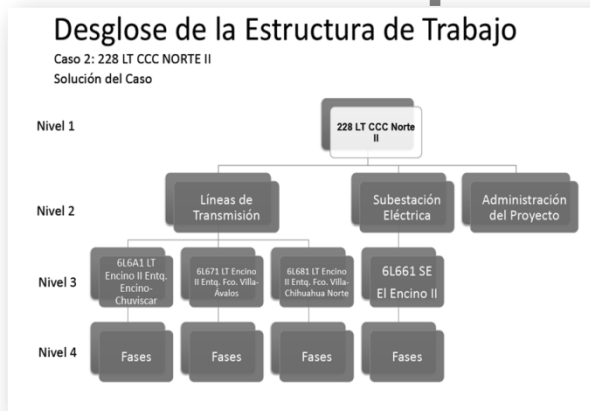 Desglose de la Estructura de Trabajo
Caso 2: 228 LT CCC NORTE II
Solución del Caso
Nivel 1
228 LT CCC Norte
II
Nivel 2
Líneas de
Transmisión
Subestación
Eléctrica
Administración
del Proyecto
Nivel 3
6L6A1 LT
Encino II Entq.
Encino-
Chuviscar
6L671 LT Encino
II Entq. Fco. Villa-
Ávalos
6L681 LT Encino
II Entq. Fco. Villa-
Chihuahua Norte
6L661 SE
El Encino II
Nivel 4
Fases
Fases
Fases
Fases